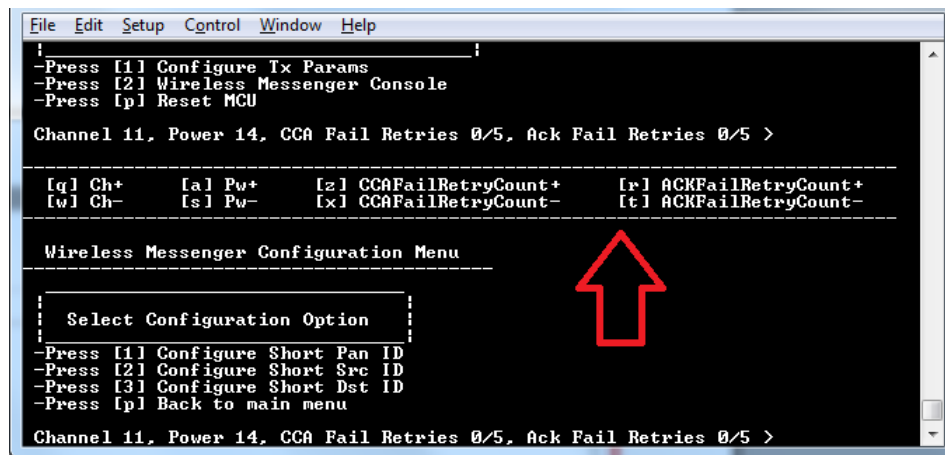 File Edit Setup Control Window Help
-Press [1] Configure Tx Params
-Press [2] Wireless Messenger Console
-Press [p] Reset MCU
Channel 11, Power 14, CCA Fail Retries 0/5, Ack Fail Retries 0/5 >
[q] Ch+ [a] Pw+ [z] CCAFailRetryCount+ [r] ACKFailRetryCount+
[w] Ch- [s] Pw- [x] CCAFailRetryCount- [t] ACKFailRetryCount-
Wireless Messenger Configuration Menu
Select Configuration Option
-Press [1] Configure Short Pan ID
-Press [2] Configure Short Src ID
-Press [3] Configure Short Dst ID
-Press [p] Back to main menu
Channel 11, Power 14, CCA Fail Retries 0/5, Ack Fail Retries 0/5 >